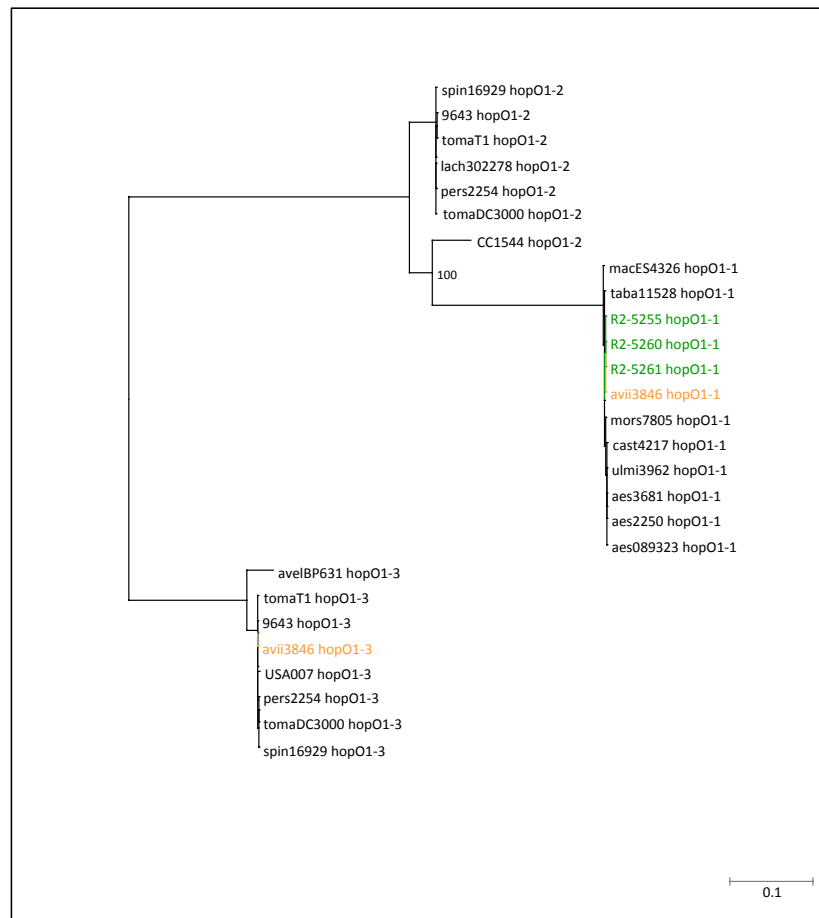 spin16929 hopO1-2
9643 hopO1-2
tomaT1 hopO1-2
lach302278 hopO1-2
pers2254 hopO1-2
tomaDC3000 hopO1-2
CC1544 hopO1-2
100
macES4326 hopO1-1
taba11528 hopO1-1
R2-5255 hopO1-1
R2-5260 hopO1-1
R2-5261 hopO1-1
avii3846 hopO1-1
mors7805 hopO1-1
cast4217 hopO1-1
ulmi3962 hopO1-1
aes3681 hopO1-1
aes2250 hopO1-1
aes089323 hopO1-1
avelBP631 hopO1-3
tomaT1 hopO1-3
9643 hopO1-3
avii3846 hopO1-3
USA007 hopO1-3
pers2254 hopO1-3
tomaDC3000 hopO1-3
spin16929 hopO1-3
0.1